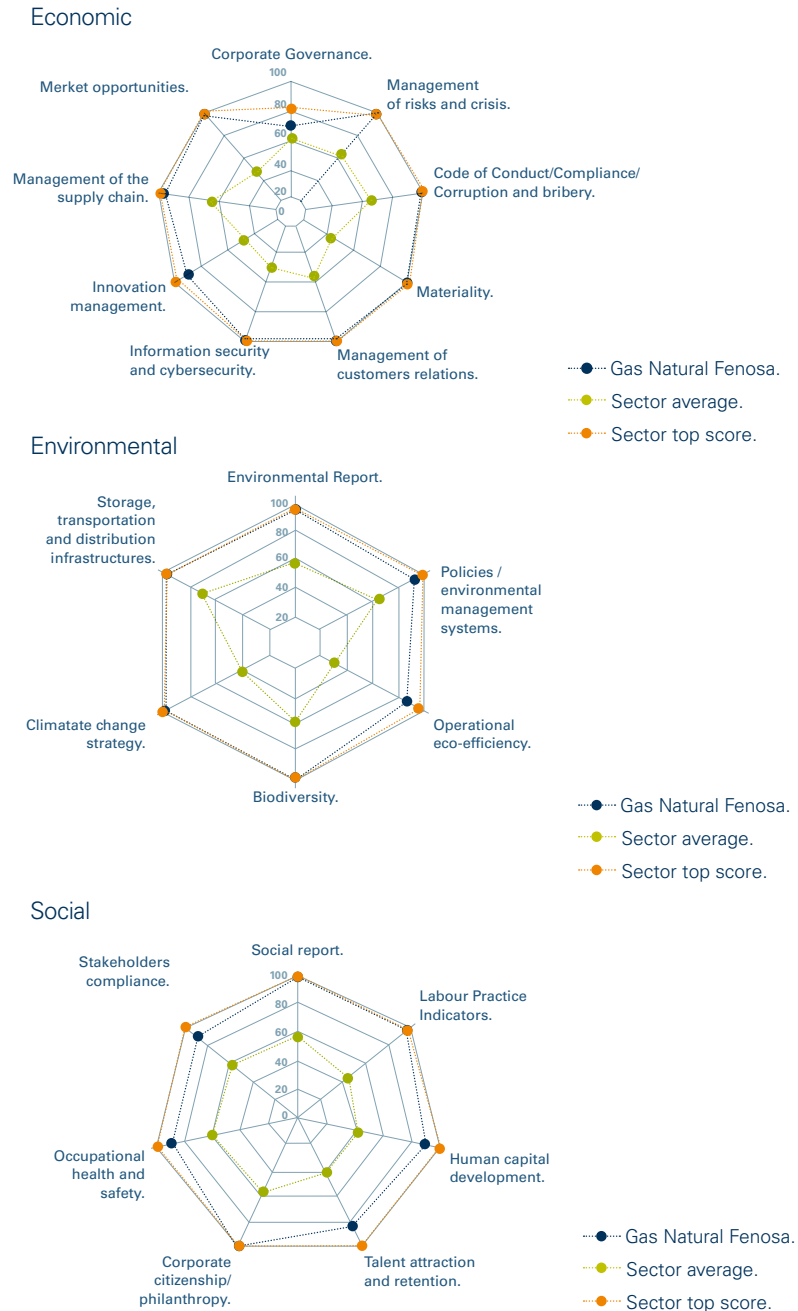 Economic
Corporate Governance.
Management
of risks and crisis.
Code of Conduct/Compliance/
Corruption and bribery.
Materiality.
Management of
customers relations.
Information security
and cybersecurity.
Innovation
management.
Management of the
supply chain.
Merket opportunities.
100
80
60
40
20
0
Gas Natural Fenosa.
Sector average.
Sector top score.
Environmental
Environmental Report.
Policies /
environmental
management
systems.
Operational
eco-efficiency.
Biodiversity.
Climatate change
strategy.
Storage,
transportation
and distribution
infrastructures.
100
80
60
40
20
Gas Natural Fenosa.
Sector average.
Sector top score.
Social
Social report.
Labour Practice
Indicators.
Human capital
development.
Talent attraction
and retention.
Corporate
citizenship/
philanthropy.
Occupational
health and
safety.
Stakeholders
compliance.
100
80
60
40
20
0
Gas Natural Fenosa.
Sector average.
Sector top score.